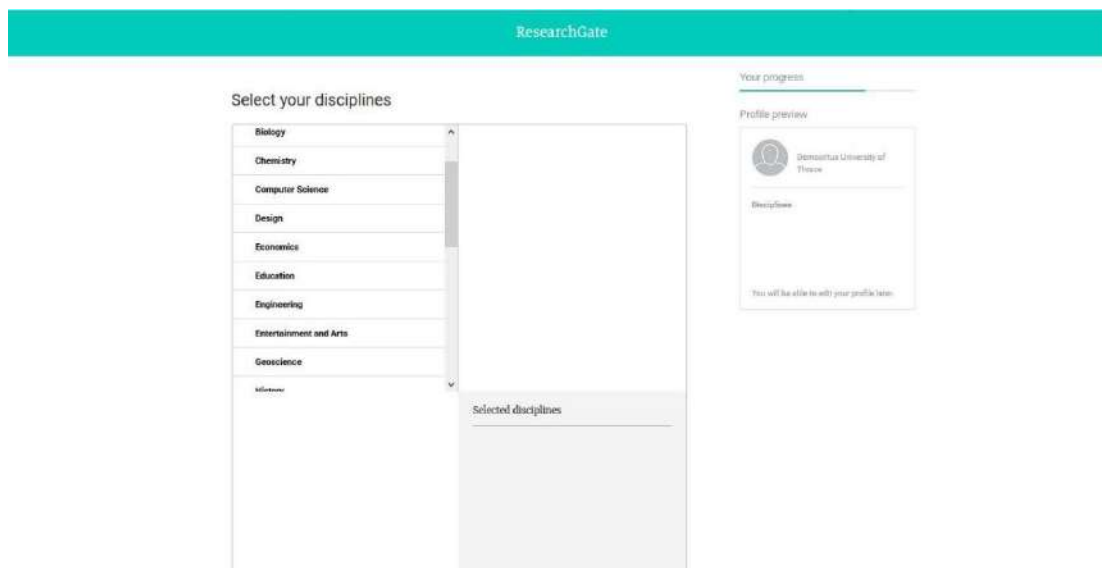 ResearchGate
Select your disciplines
Biology
Chemistry
Computer Science
Design
Economics
Education
Engineering
Entertainment and Arts
Geoscience
History
Selected disciplines
Your progress
Profile preview
Democritus University of
Thrace
Disciplines
You will be able to edit your profile later.